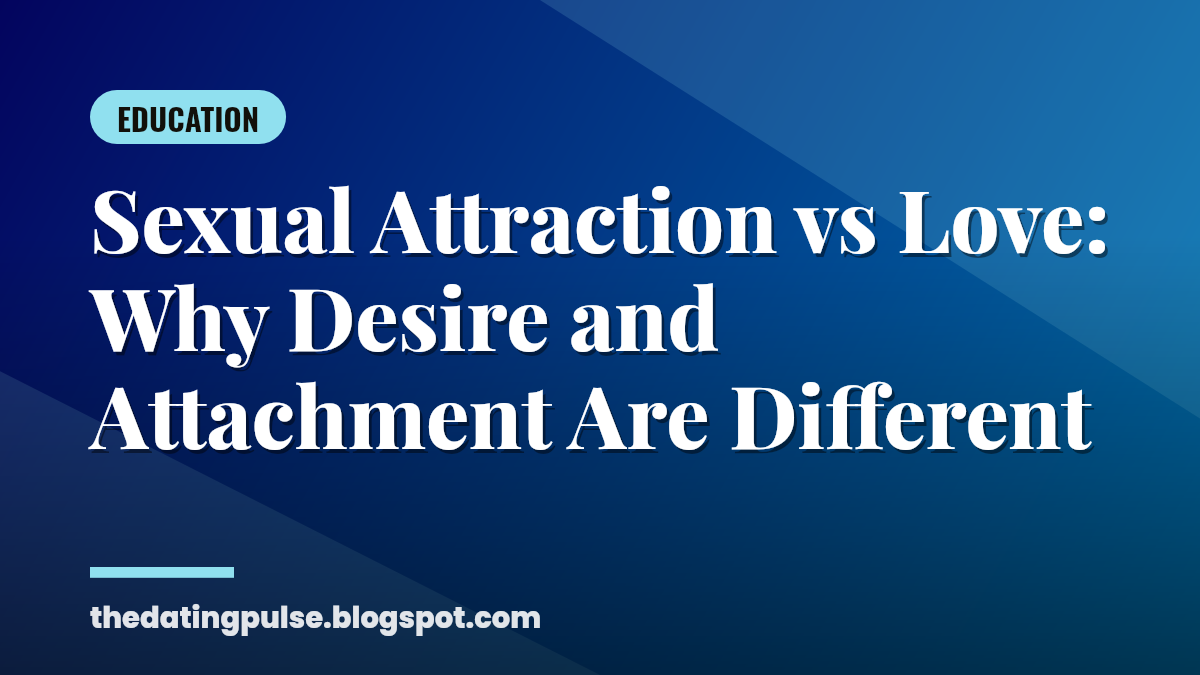 EDUCATION
Sexual Attraction vs Love:
Why Desire and
Attachment Are Different
thedatingpulse.blogspot.com